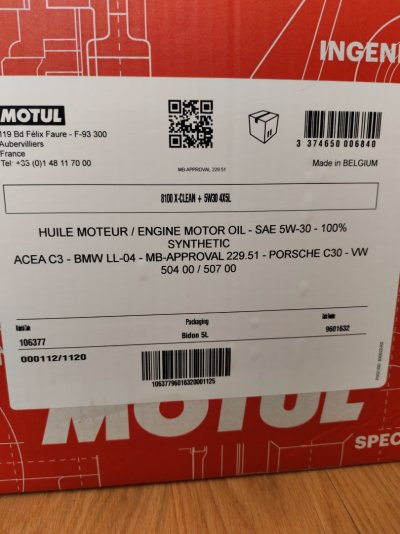 INGENI
MOTUL
119 Bd Félix Faure - F-93 300
Aubervilliers
France
Tel: +33 (0)1 48 11 70 00
MB-APPROVAL 229.51
3 374650 006840
Made in BELGIUM
8100 X-CLEAN + 5W30 4X5L
HUILE MOTEUR / ENGINE MOTOR OIL - SAE 5W-30 - 100%
SYNTHETIC
ACEA C3 - BMW LL-04 - MB-APPROVAL 229.51 - PORSCHE C30 - VW
504 00 / 507 00
Packaging
106377
Bidon 5L
9601632
000112/1120
10637796016320001125
MOTUL
SPEC